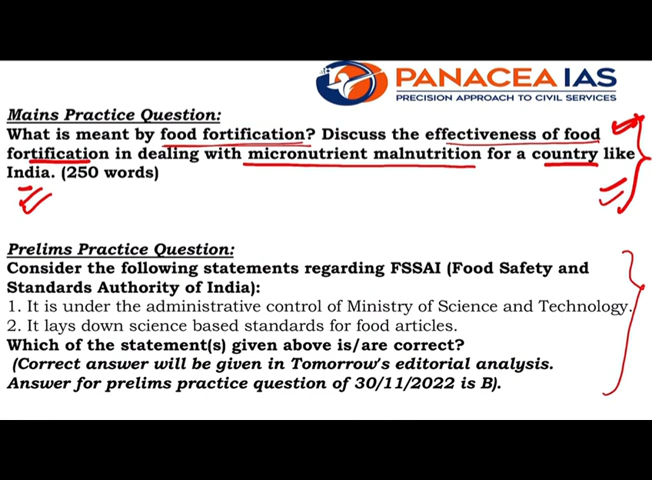 PANACEA IAS
PRECISION APPROACH TO CIVIL SERVICES
Mains Practice Question:
What is meant by food fortification? Discuss the effectiveness of food
fortification in dealing with micronutrient malnutrition for a country like
India. (250 words)
Prelims Practice Question:
Consider the following statements regarding FSSAI (Food Safety and
Standards Authority of India):
1. It is under the administrative control of Ministry of Science and Technology.
2. It lays down science based standards for food articles.
Which of the statement(s) given above is/are correct?
(Correct answer will be given in Tomorrow's editorial analysis.
Answer for prelims practice question of 30/11/2022 is B).